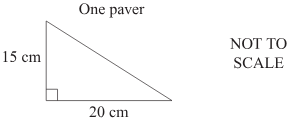 One paver
15 cm
20 cm
NOT TO
SCALE